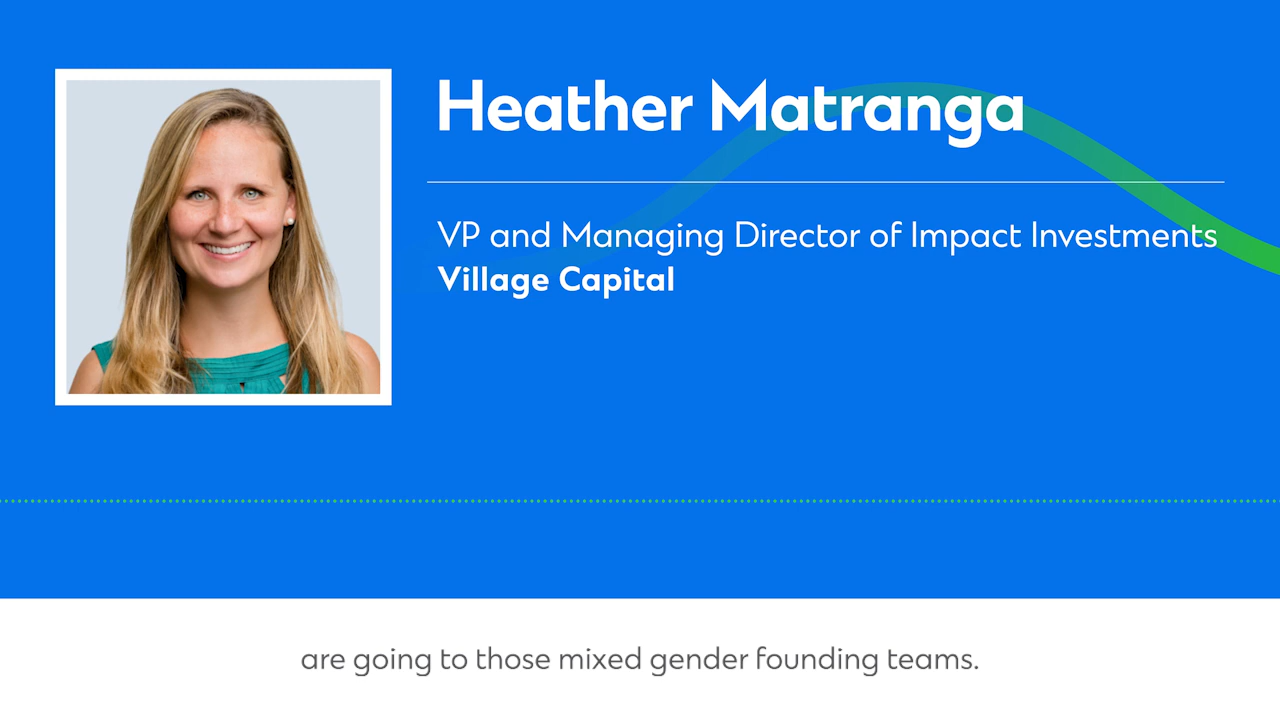 Heather Matranga
VP and Managing Director of Impact Investments
Village Capital
are going to those mixed gender founding teams.